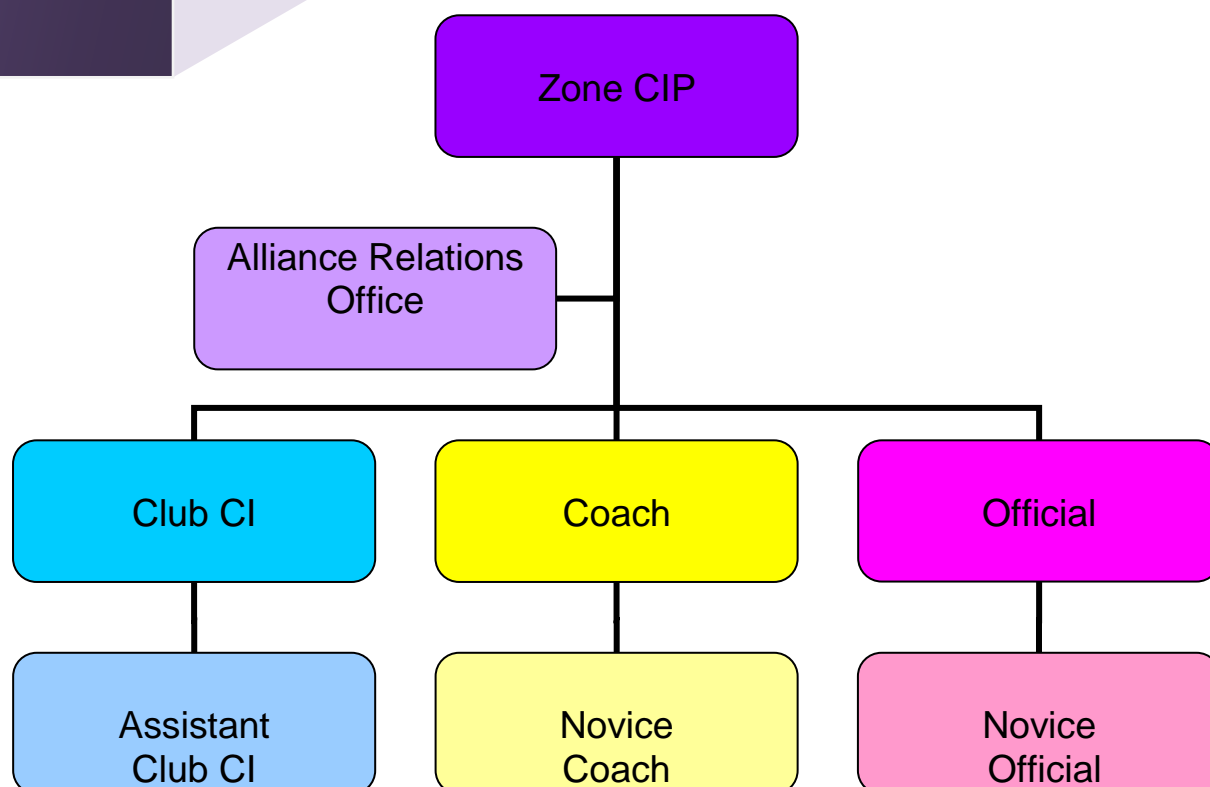 Zone CIP
Alliance Relations
Office
Club CI
Coach
Official
Assistant
Club CI
Novice
Coach
Novice
Official